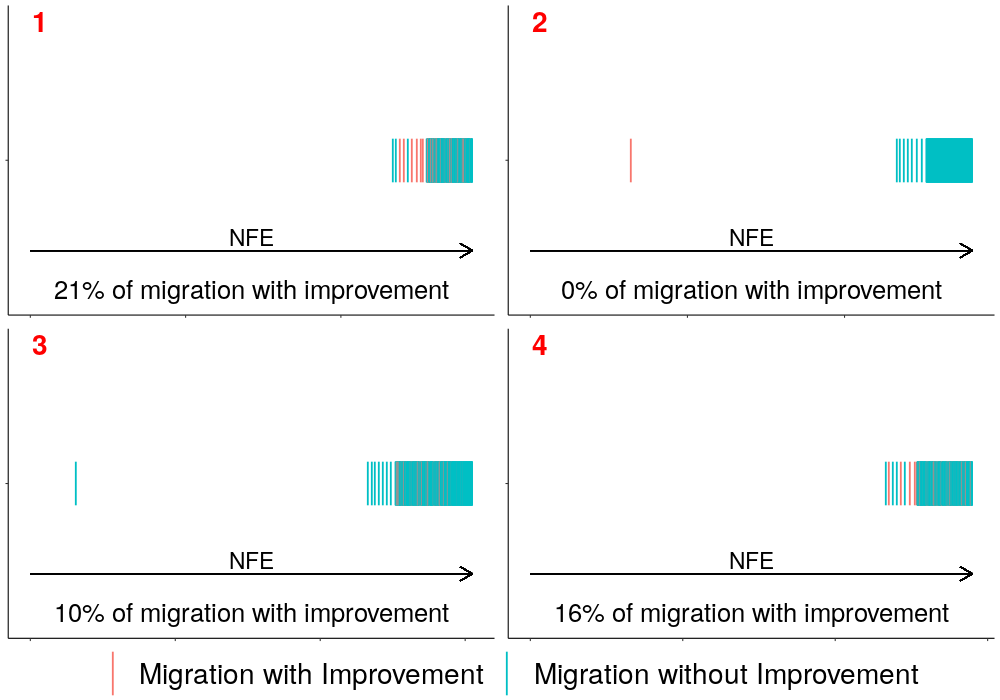 1
NFE
21% of migration with improvement
2
NFE
0% of migration with improvement
3
NFE
10% of migration with improvement
4
NFE
16% of migration with improvement
Migration with Improvement
Migration without Improvement